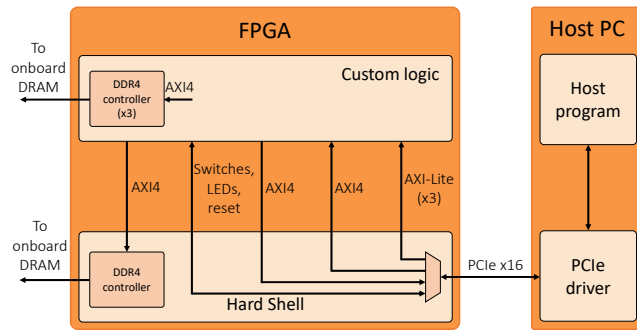 FPGA
Host PC
To
onboard
DRAM
DDR4
controller
(x3)
AXI4
Custom logic
Host
program
AXI4
Switches,
LEDs,
reset
AXI4
AXI4
AXI-Lite
(x3)
To
onboard
DRAM
DDR4
controller
Hard Shell
PCIe x16
PCIe
driver